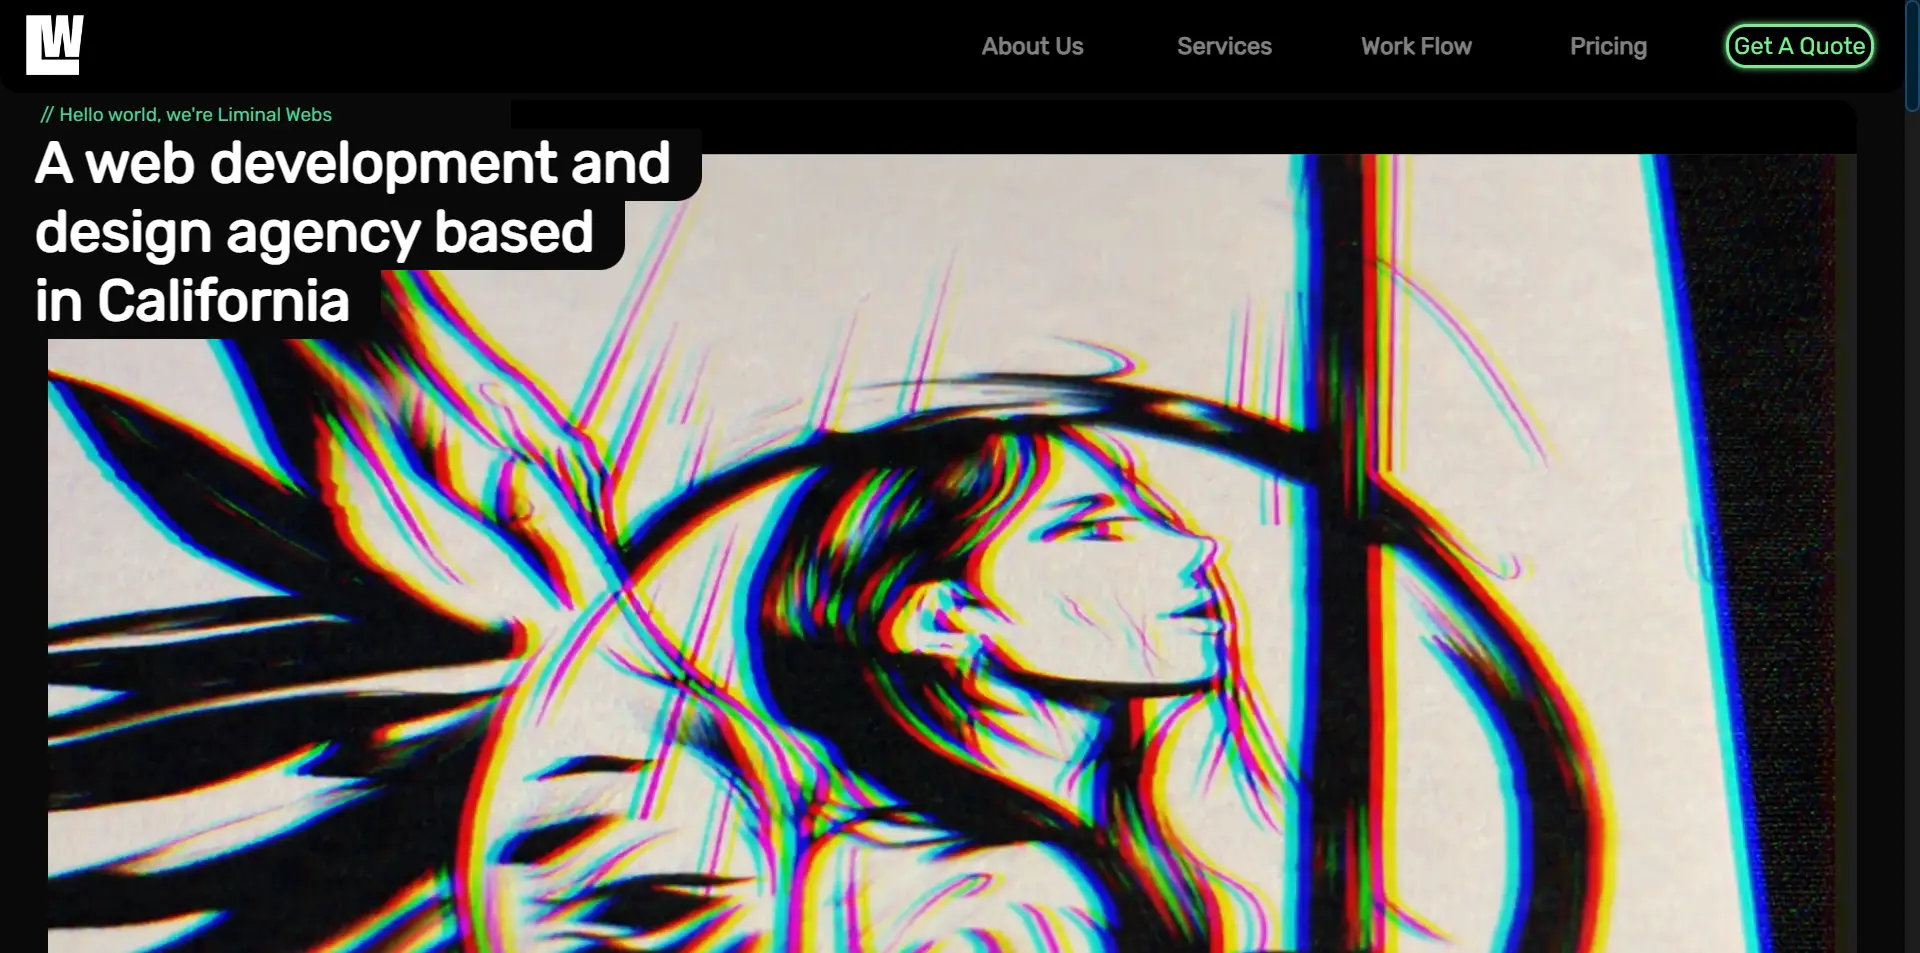 LW
About Us
Services
Work Flow
Pricing
Get A Quote
// Hello world, we're Liminal Webs
A web development and
design agency based
in California